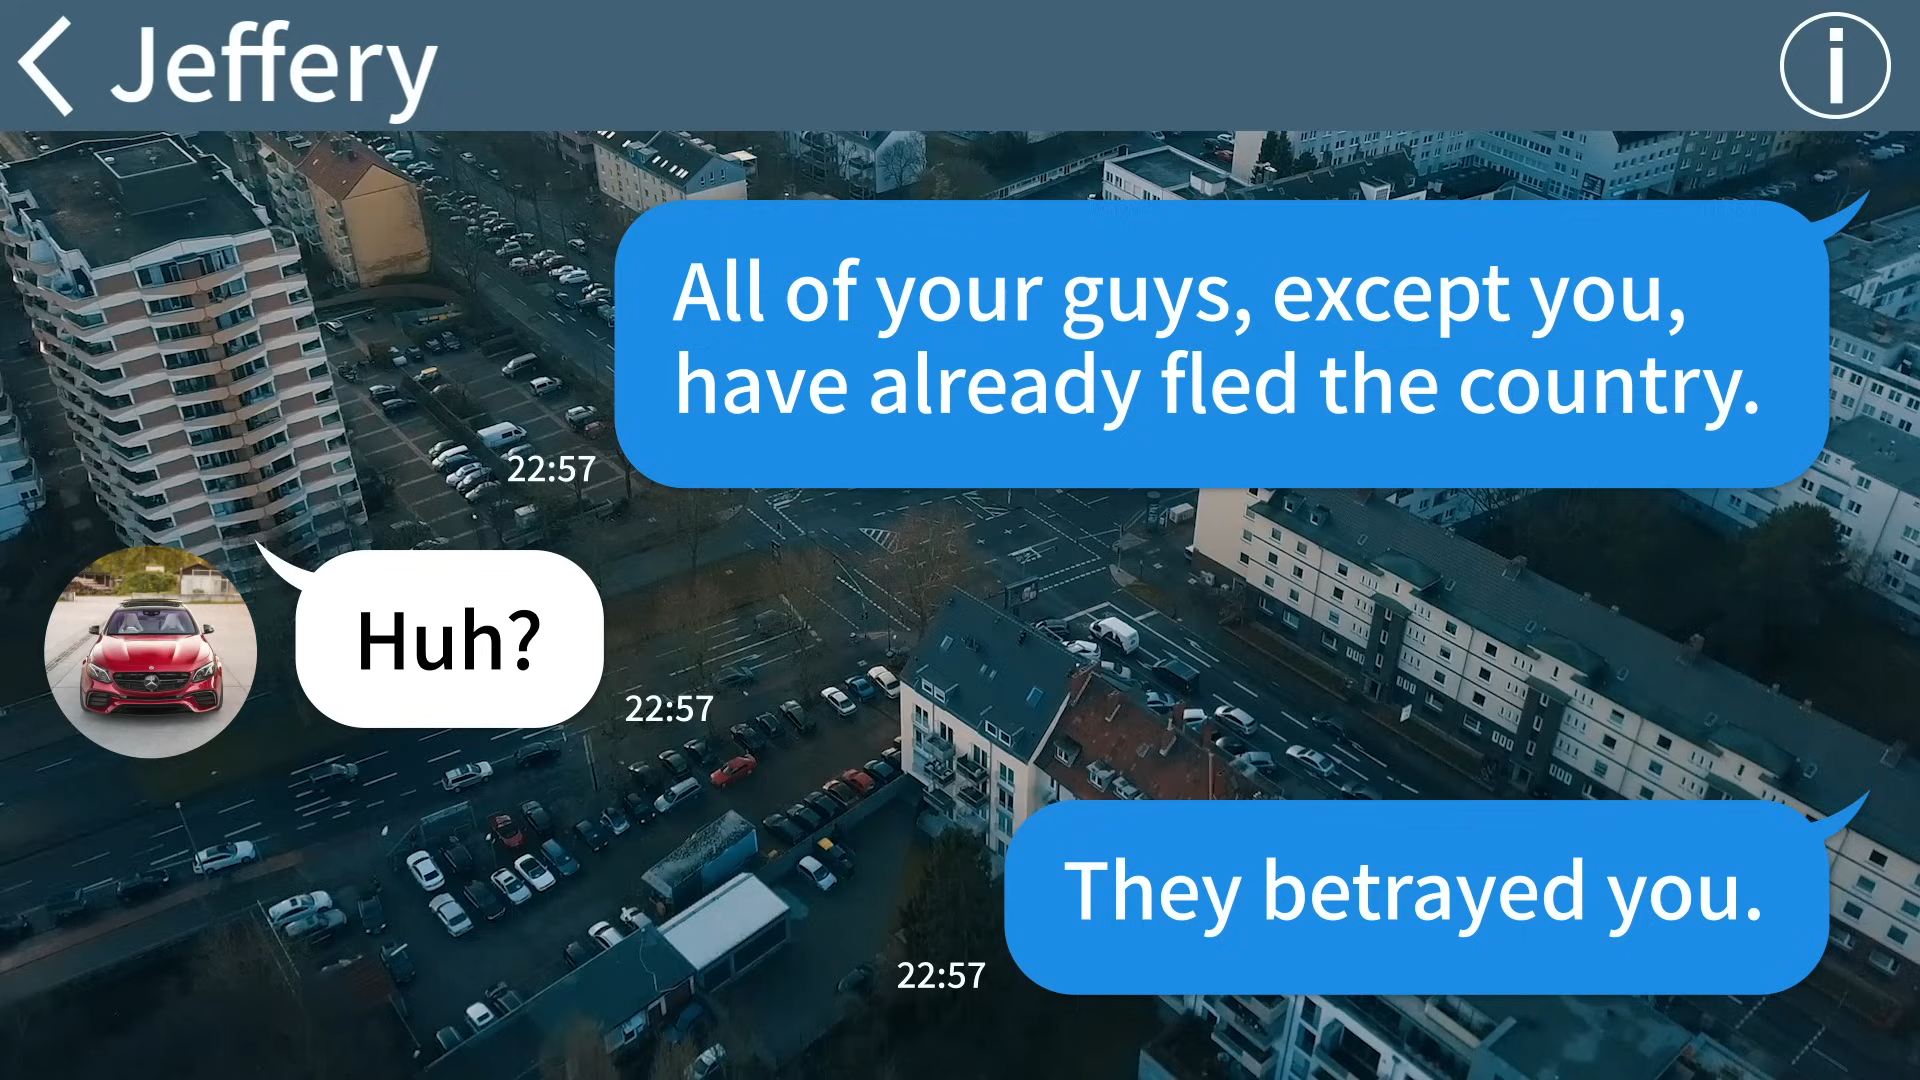 Jeffery
All of your guys, except you,
have already fled the country.
22:57
Huh?
22:57
They betrayed you.
22:57